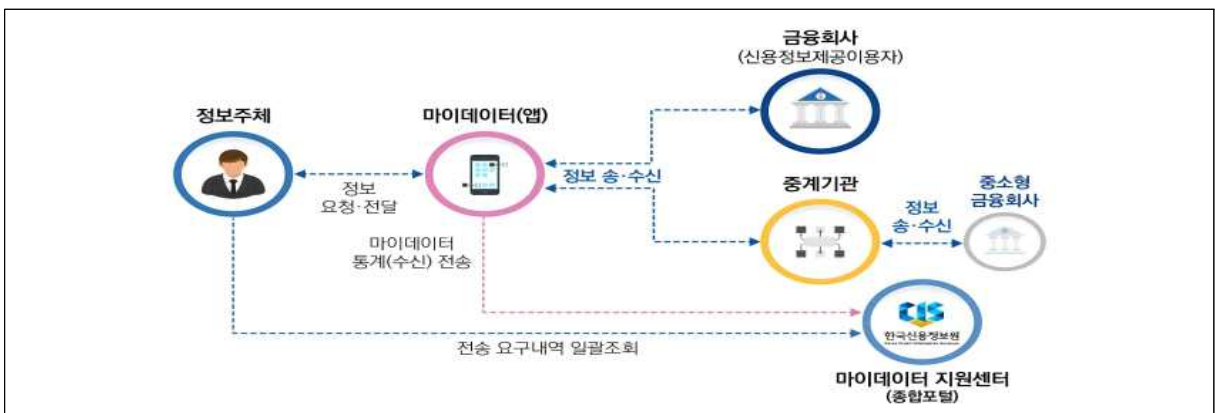 금융회사
(신용정보제공이용자)
정보주체
마이데이터(앱)
정보 송·수신
정보
요청·전달
중계기관
중소형
금융회사
정보
송·수신
마이데이터
통계(수신) 전송
CIS
한국신용정보원
전송 요구내역 일괄조회
마이데이터 지원센터
(종합포털)